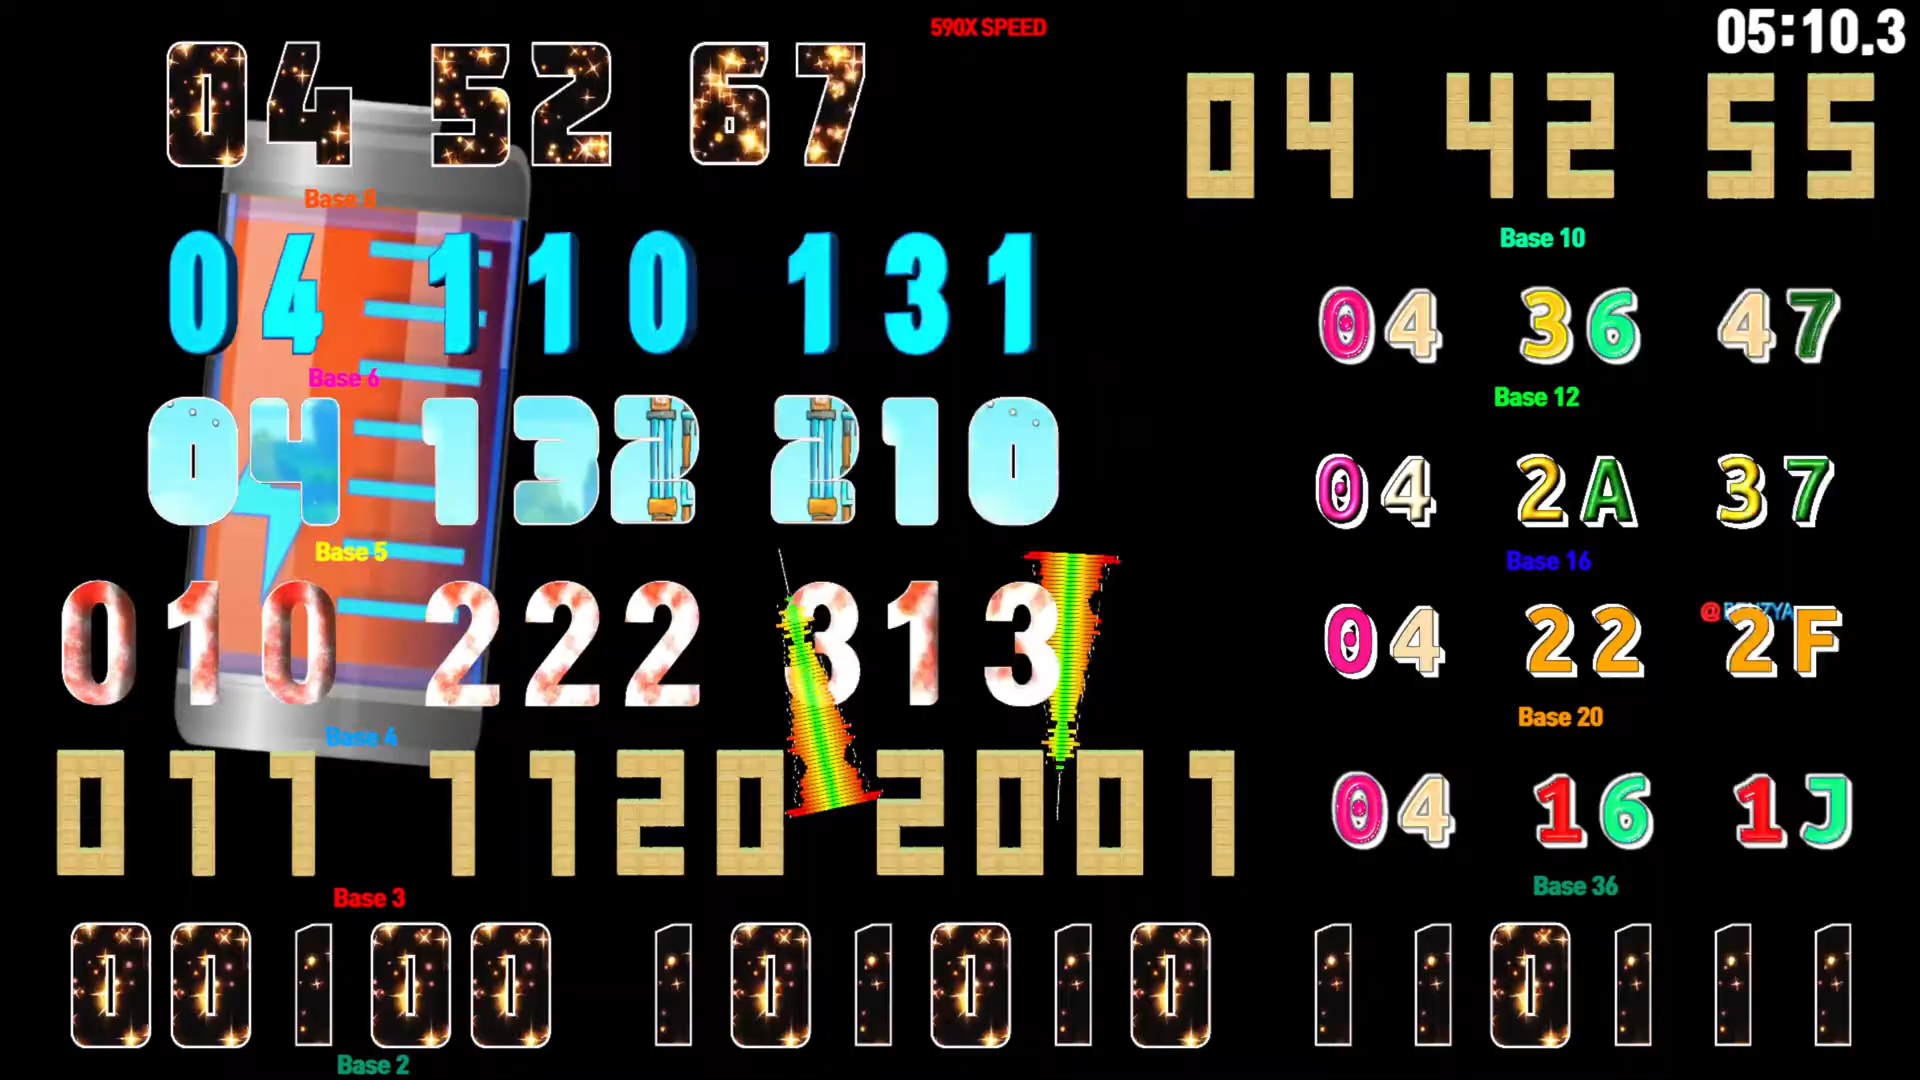 590X SPEED
05:10.3
04 52 67
Base 8
04 42 55
Base 10
04 110 131
Base 6
04 36 47
Base 12
04 132 210
Base 5
04 2A 37
Base 16
010 222 313
Base 4
04 22 2F
Base 20
011 1120 2001
Base 3
04 16 1J
Base 36
00100 101010 110111
Base 2